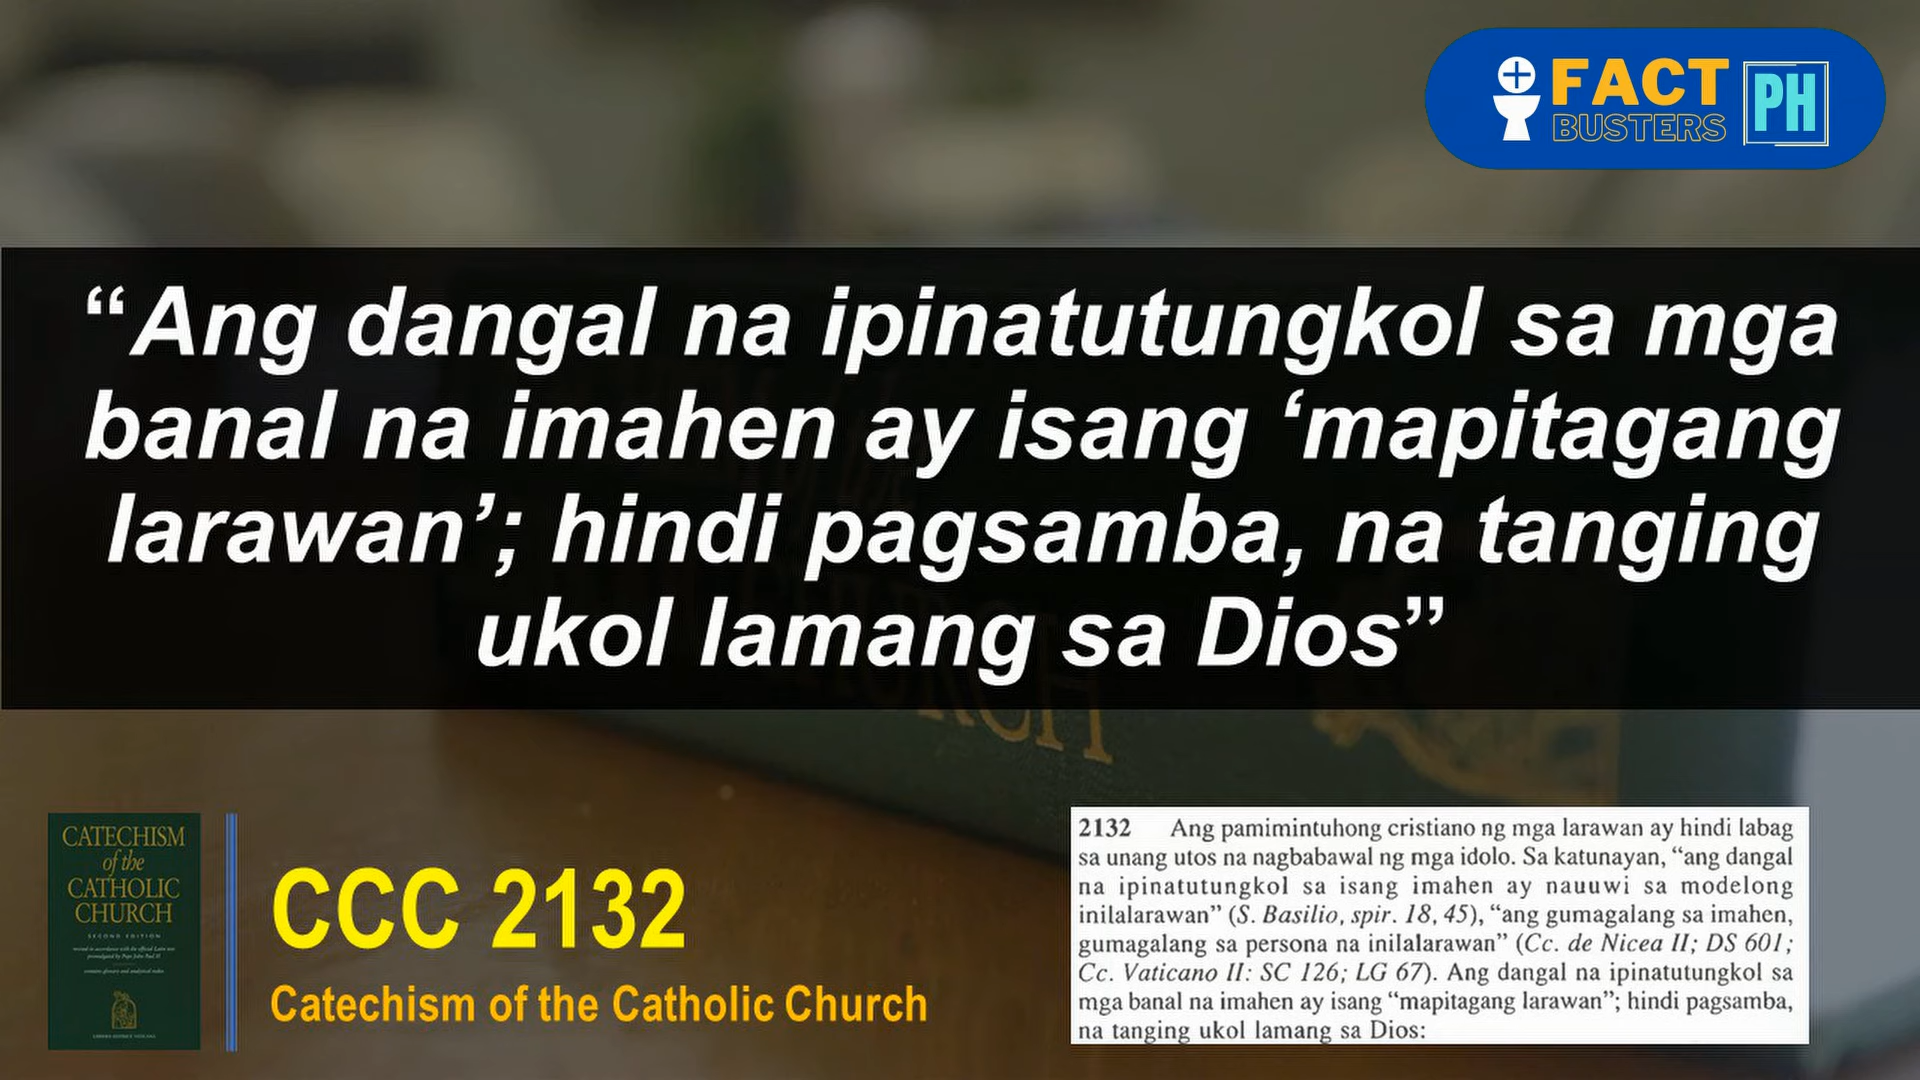 FACT
BUSTERS
PH
“Ang dangal na ipinatutungkol sa mga
banal na imahen ay isang ‘mapitagang
larawan’; hindi pagsamba, na tanging
ukol lamang sa Dios”
CHURCH
CATECHISM
of the
CATHOLIC
CHURCH
SECOND EDITION
CCC 2132
Catechism of the Catholic Church
2132 Ang pamimintuhong cristiano ng mga larawan ay hindi labag
sa unang utos na nagbabawal ng mga idolo. Sa katunayan, “ang dangal
na ipinatutungkol sa isang imahen ay nauuwi sa modelong
inilalarawan” (S. Basilio, spir. 18, 45), “ang gumagalang sa imahen,
gumagalang sa persona na inilalarawan” (Cc. de Nicea II; DS 601;
Cc. Vaticano II: SC 126; LG 67). Ang dangal na ipinatutungkol sa
mga banal na imahen ay isang “mapitagang larawan”; hindi pagsamba,
na tanging ukol lamang sa Dios: